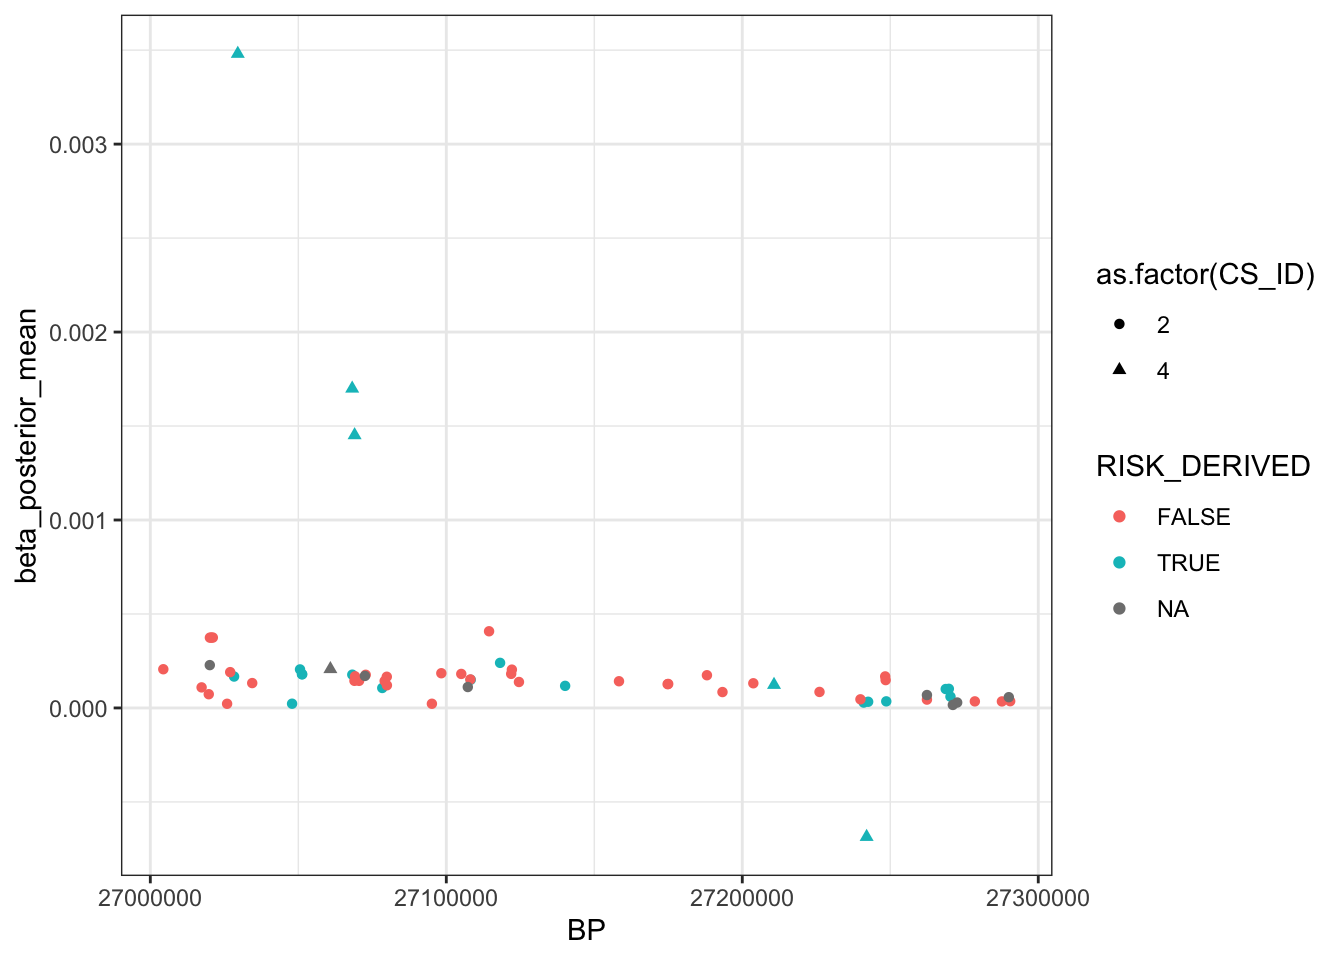 0.003
0.002
0.001
0.000
beta_posterior_mean
27000000
27100000
27200000
27300000
BP
as.factor(CS_ID)
2
4
RISK_DERIVED
FALSE
TRUE
NA